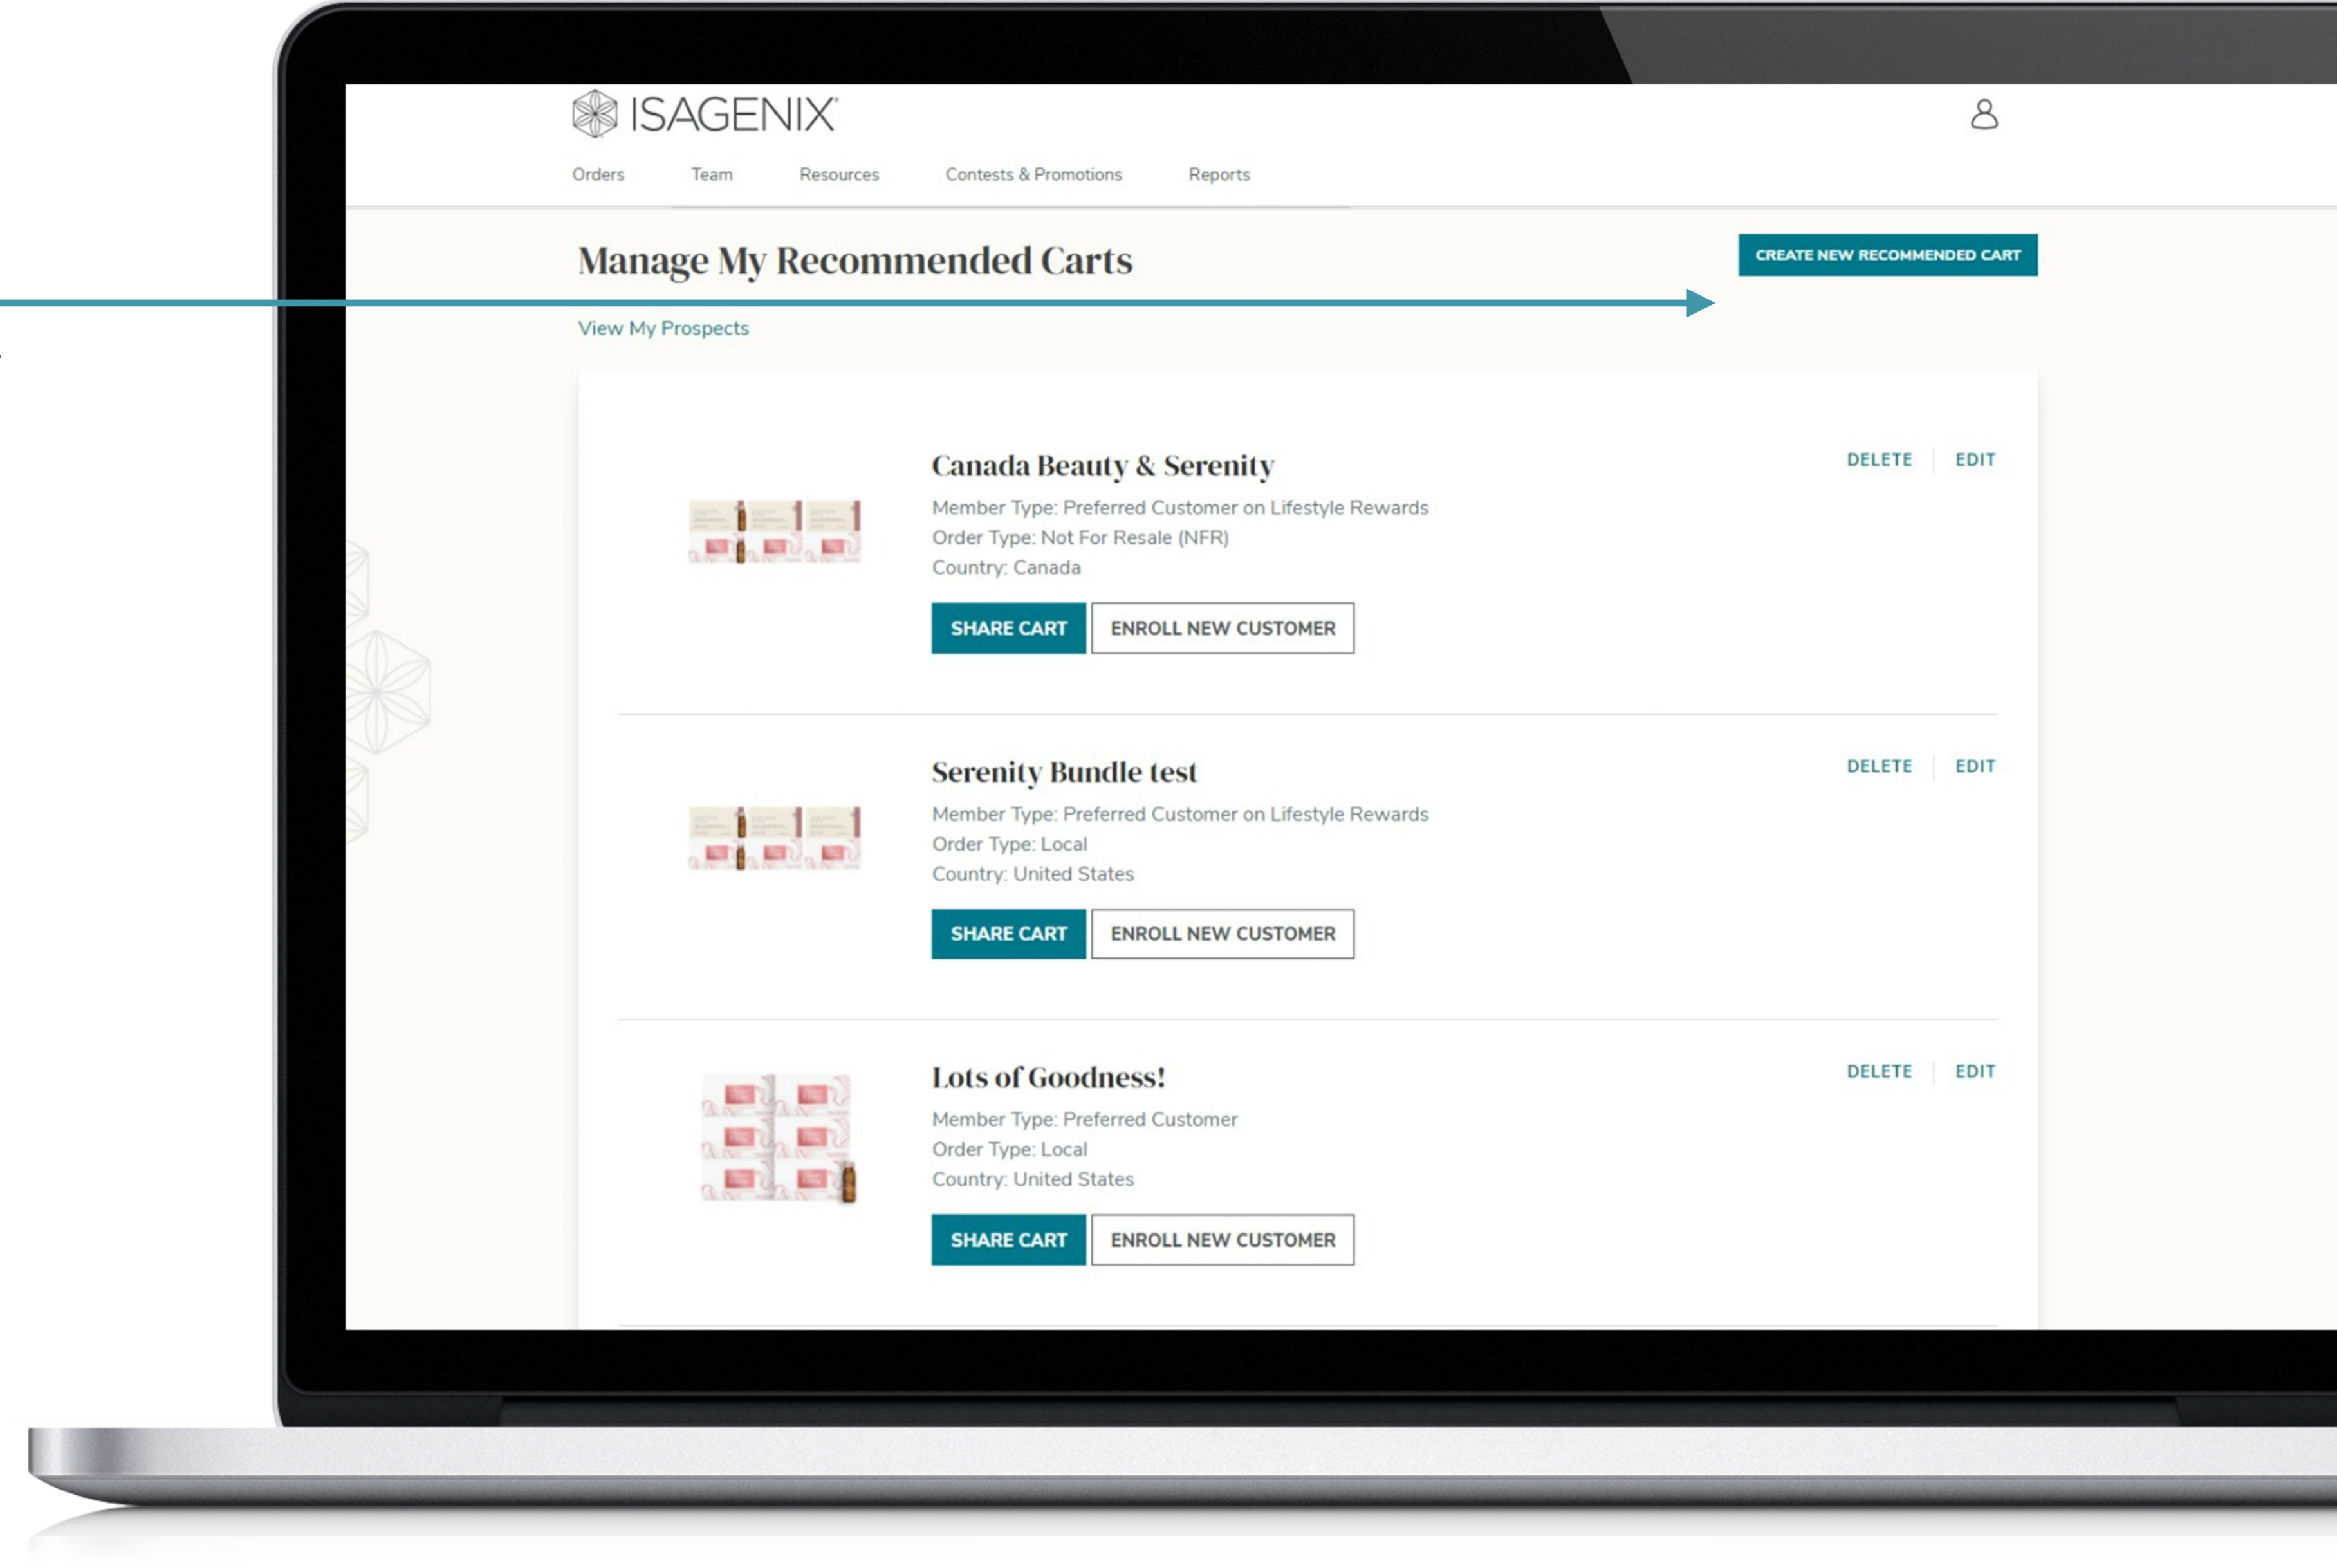 ISAGENIX
Orders Team Resources Contests & Promotions Reports
Manage My Recommended Carts
CREATE NEW RECOMMENDED CART
View My Prospects
Canada Beauty & Serenity
DELETE EDIT
Member Type: Preferred Customer on Lifestyle Rewards
Order Type: Not For Resale (NFR)
Country: Canada
SHARE CART ENROLL NEW CUSTOMER
Serenity Bundle test
DELETE EDIT
Member Type: Preferred Customer on Lifestyle Rewards
Order Type: Local
Country: United States
SHARE CART ENROLL NEW CUSTOMER
Lots of Goodness!
DELETE EDIT
Member Type: Preferred Customer
Order Type: Local
Country: United States
SHARE CART ENROLL NEW CUSTOMER